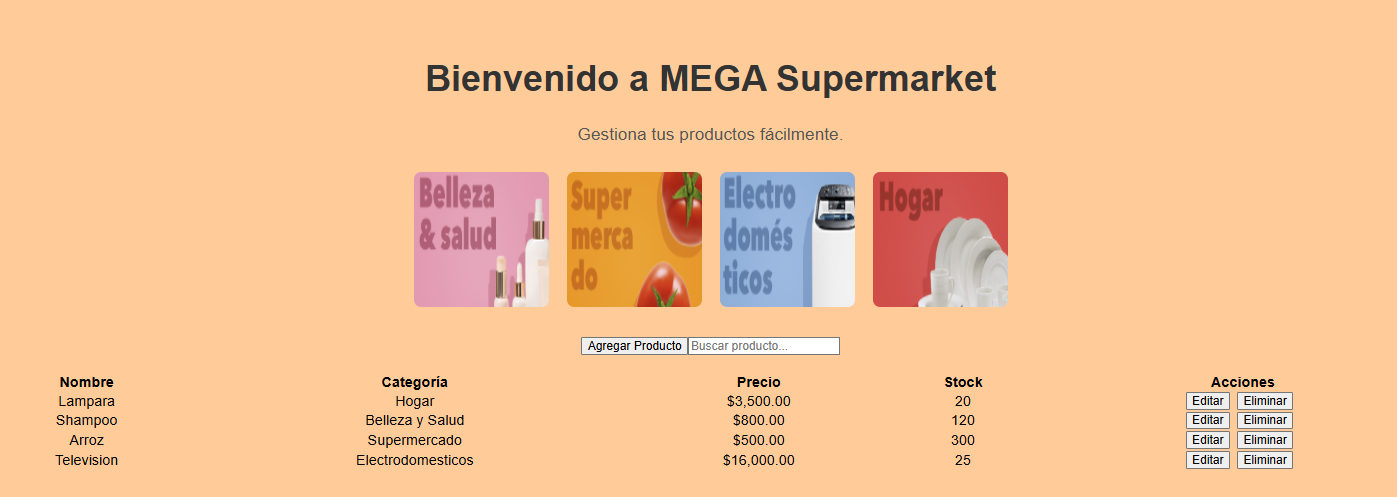 Bienvenido a MEGA Supermarket
Gestiona tus productos fácilmente.
Belleza
& salud
Super
merca
do
Electro
domés
ticos
Hogar
Agregar Producto Buscar producto...
Nombre Categoría Precio Stock Acciones
Lampara Hogar $3,500.00 20 Editar Eliminar
Shampoo Belleza y Salud $800.00 120 Editar Eliminar
Arroz Supermercado $500.00 300 Editar Eliminar
Television Electrodomesticos $16,000.00 25 Editar Eliminar